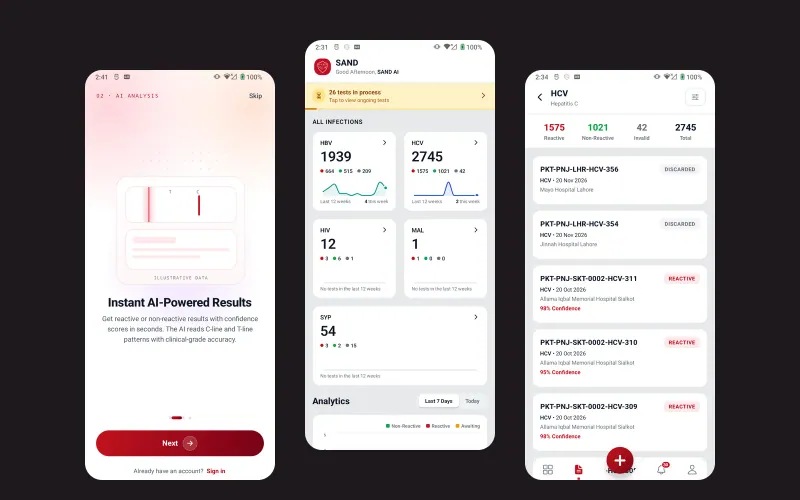 2:41
100%
02 · AI ANALYSIS
Skip
T
ILLUSTRATIVE DATA
Instant AI-Powered Results
Get reactive or non-reactive results with confidence
scores in seconds. The AI reads C-line and T-line
patterns with clinical-grade accuracy.
Next
Already have an account? Sign in
2:31
100%
SAND
Good Afternoon, SAND AI
26 tests in process
Tap to view ongoing tests
ALL INFECTIONS
HBV
1939
664 515 209
Last 12 weeks 4 this week
HCV
2745
1575 1021 42
Last 12 weeks 2 this week
HIV
12
3 6 1
No tests in the last 12 weeks
MAL
1
1 0 0
No tests in the last 12 weeks
SYP
54
3 2 15
No tests in the last 12 weeks
Analytics
Last 7 Days Today
Non-Reactive Reactive Awaiting
2:34
100%
HCV
Hepatitis C
1575 1021 42 2745
Reactive Non-Reactive Invalid Total
PKT-PNJ-LHR-HCV-356 DISCARDED
HCV • 20 Nov 2026
Mayo Hospital Lahore
PKT-PNJ-LHR-HCV-354 DISCARDED
HCV • 20 Nov 2026
Jinnah Hospital Lahore
PKT-PNJ-SKT-0002-HCV-311 REACTIVE
HCV • 20 Oct 2026
Allama Iqbal Memorial Hospital Sialkot
98% Confidence
PKT-PNJ-SKT-0002-HCV-310 REACTIVE
HCV • 20 Oct 2026
Allama Iqbal Memorial Hospital Sialkot
95% Confidence
PKT-PNJ-SKT-0002-HCV-309 REACTIVE
HCV • 20 Oct 2026
Allama Iqbal Memorial Hospital Sialkot
98% Confidence